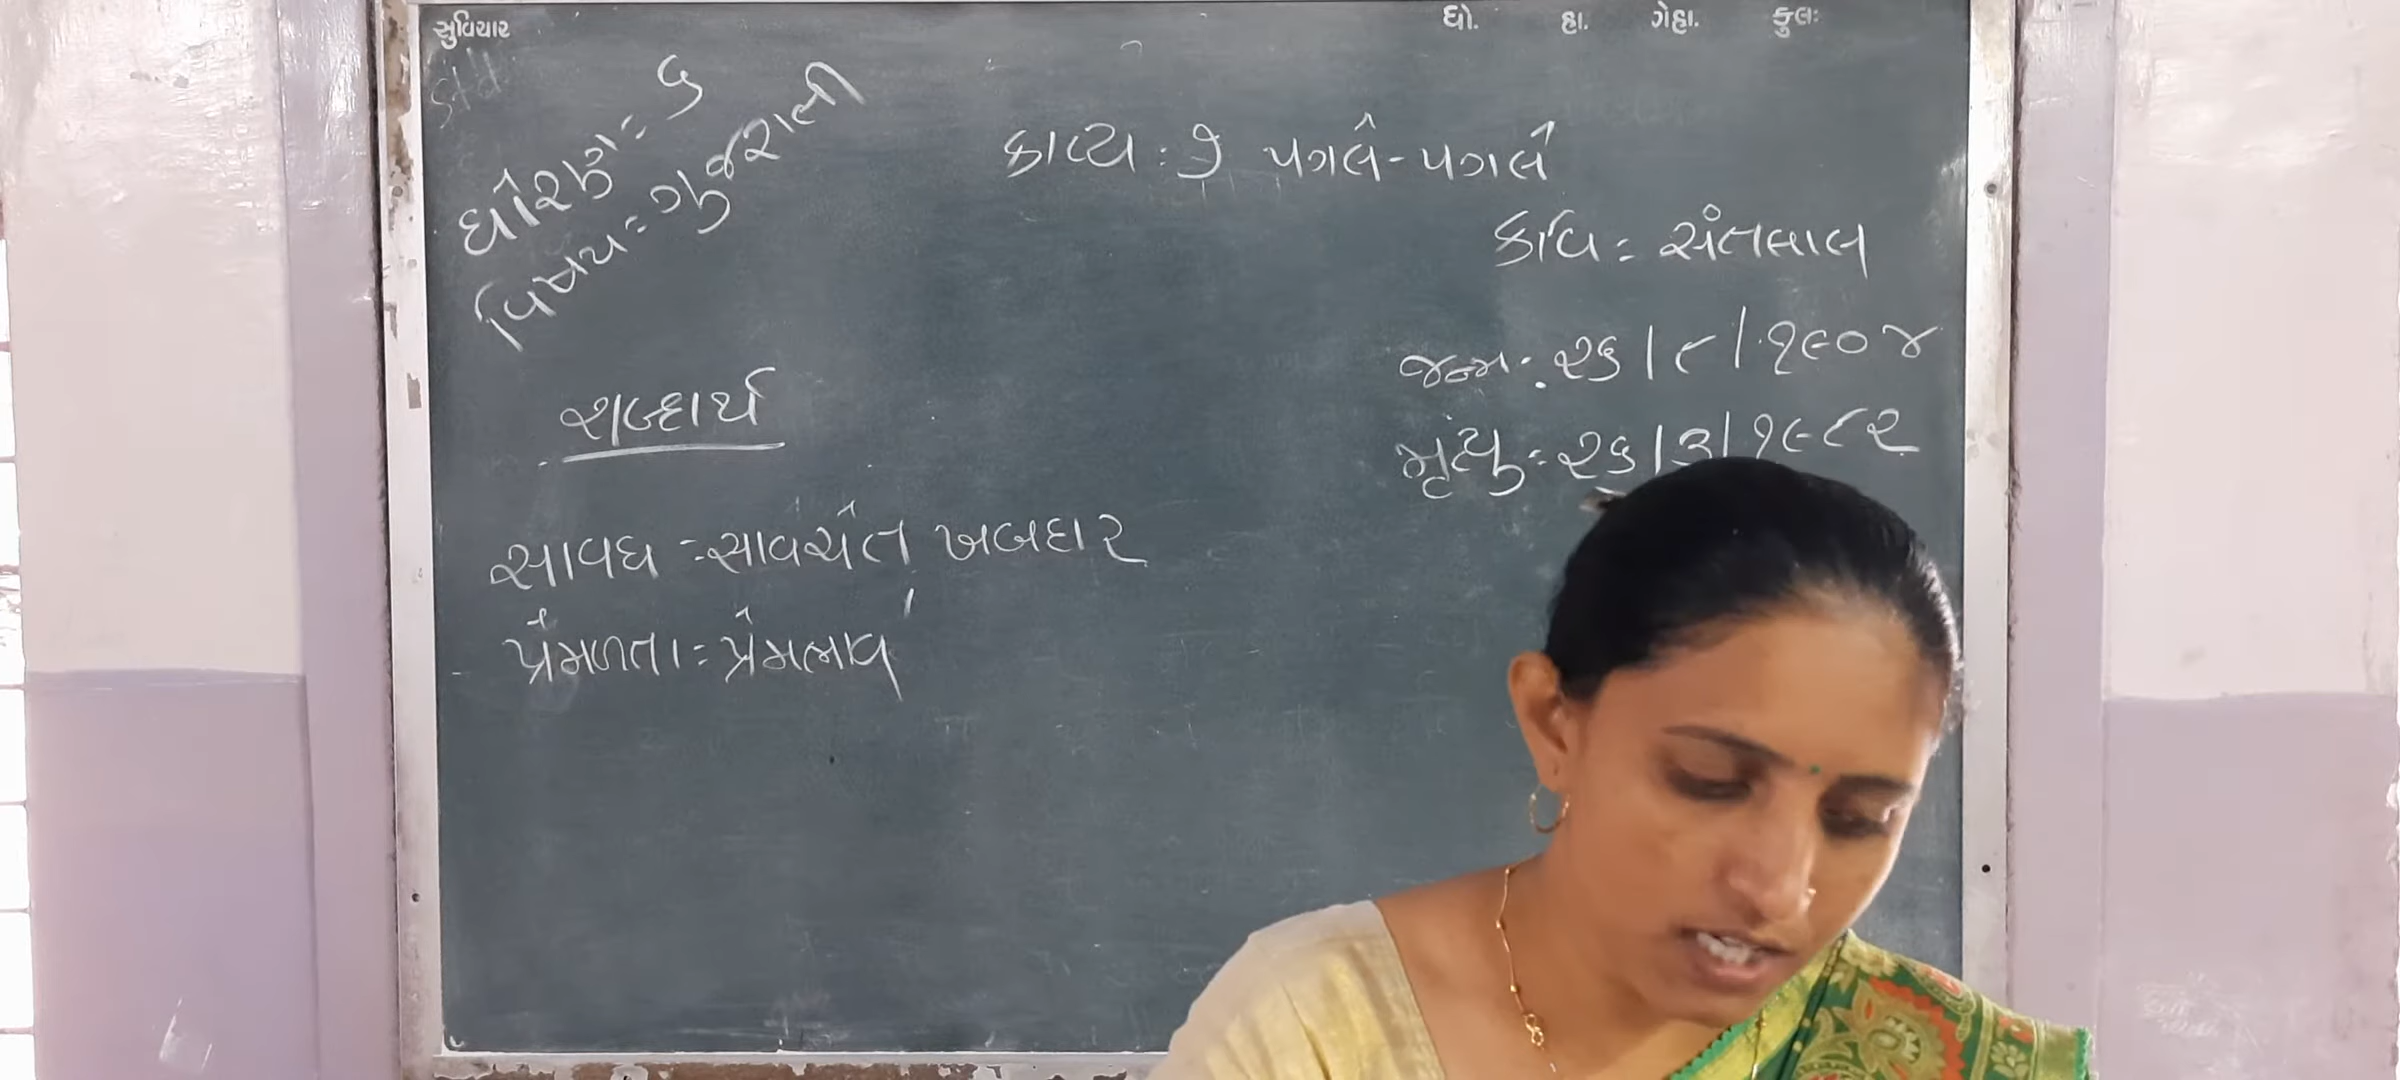 સુવિચાર
ધો. હા. ગેહા. કુલઃ
Std
ધોરણ = ૬
વિષય = ગુજરાતી
કાવ્ય : ૭ પગલે - પગલે
કવિ = સંતબાલ
જન્મ : ૨૬/૮/૧૯૦૪
મૃત્યુ = ૨૬/૩/૧૯૮૨
શબ્દાર્થ
સાવધ = સાવચેત, ખબરદાર
પ્રેમળતા = પ્રેમભાવ